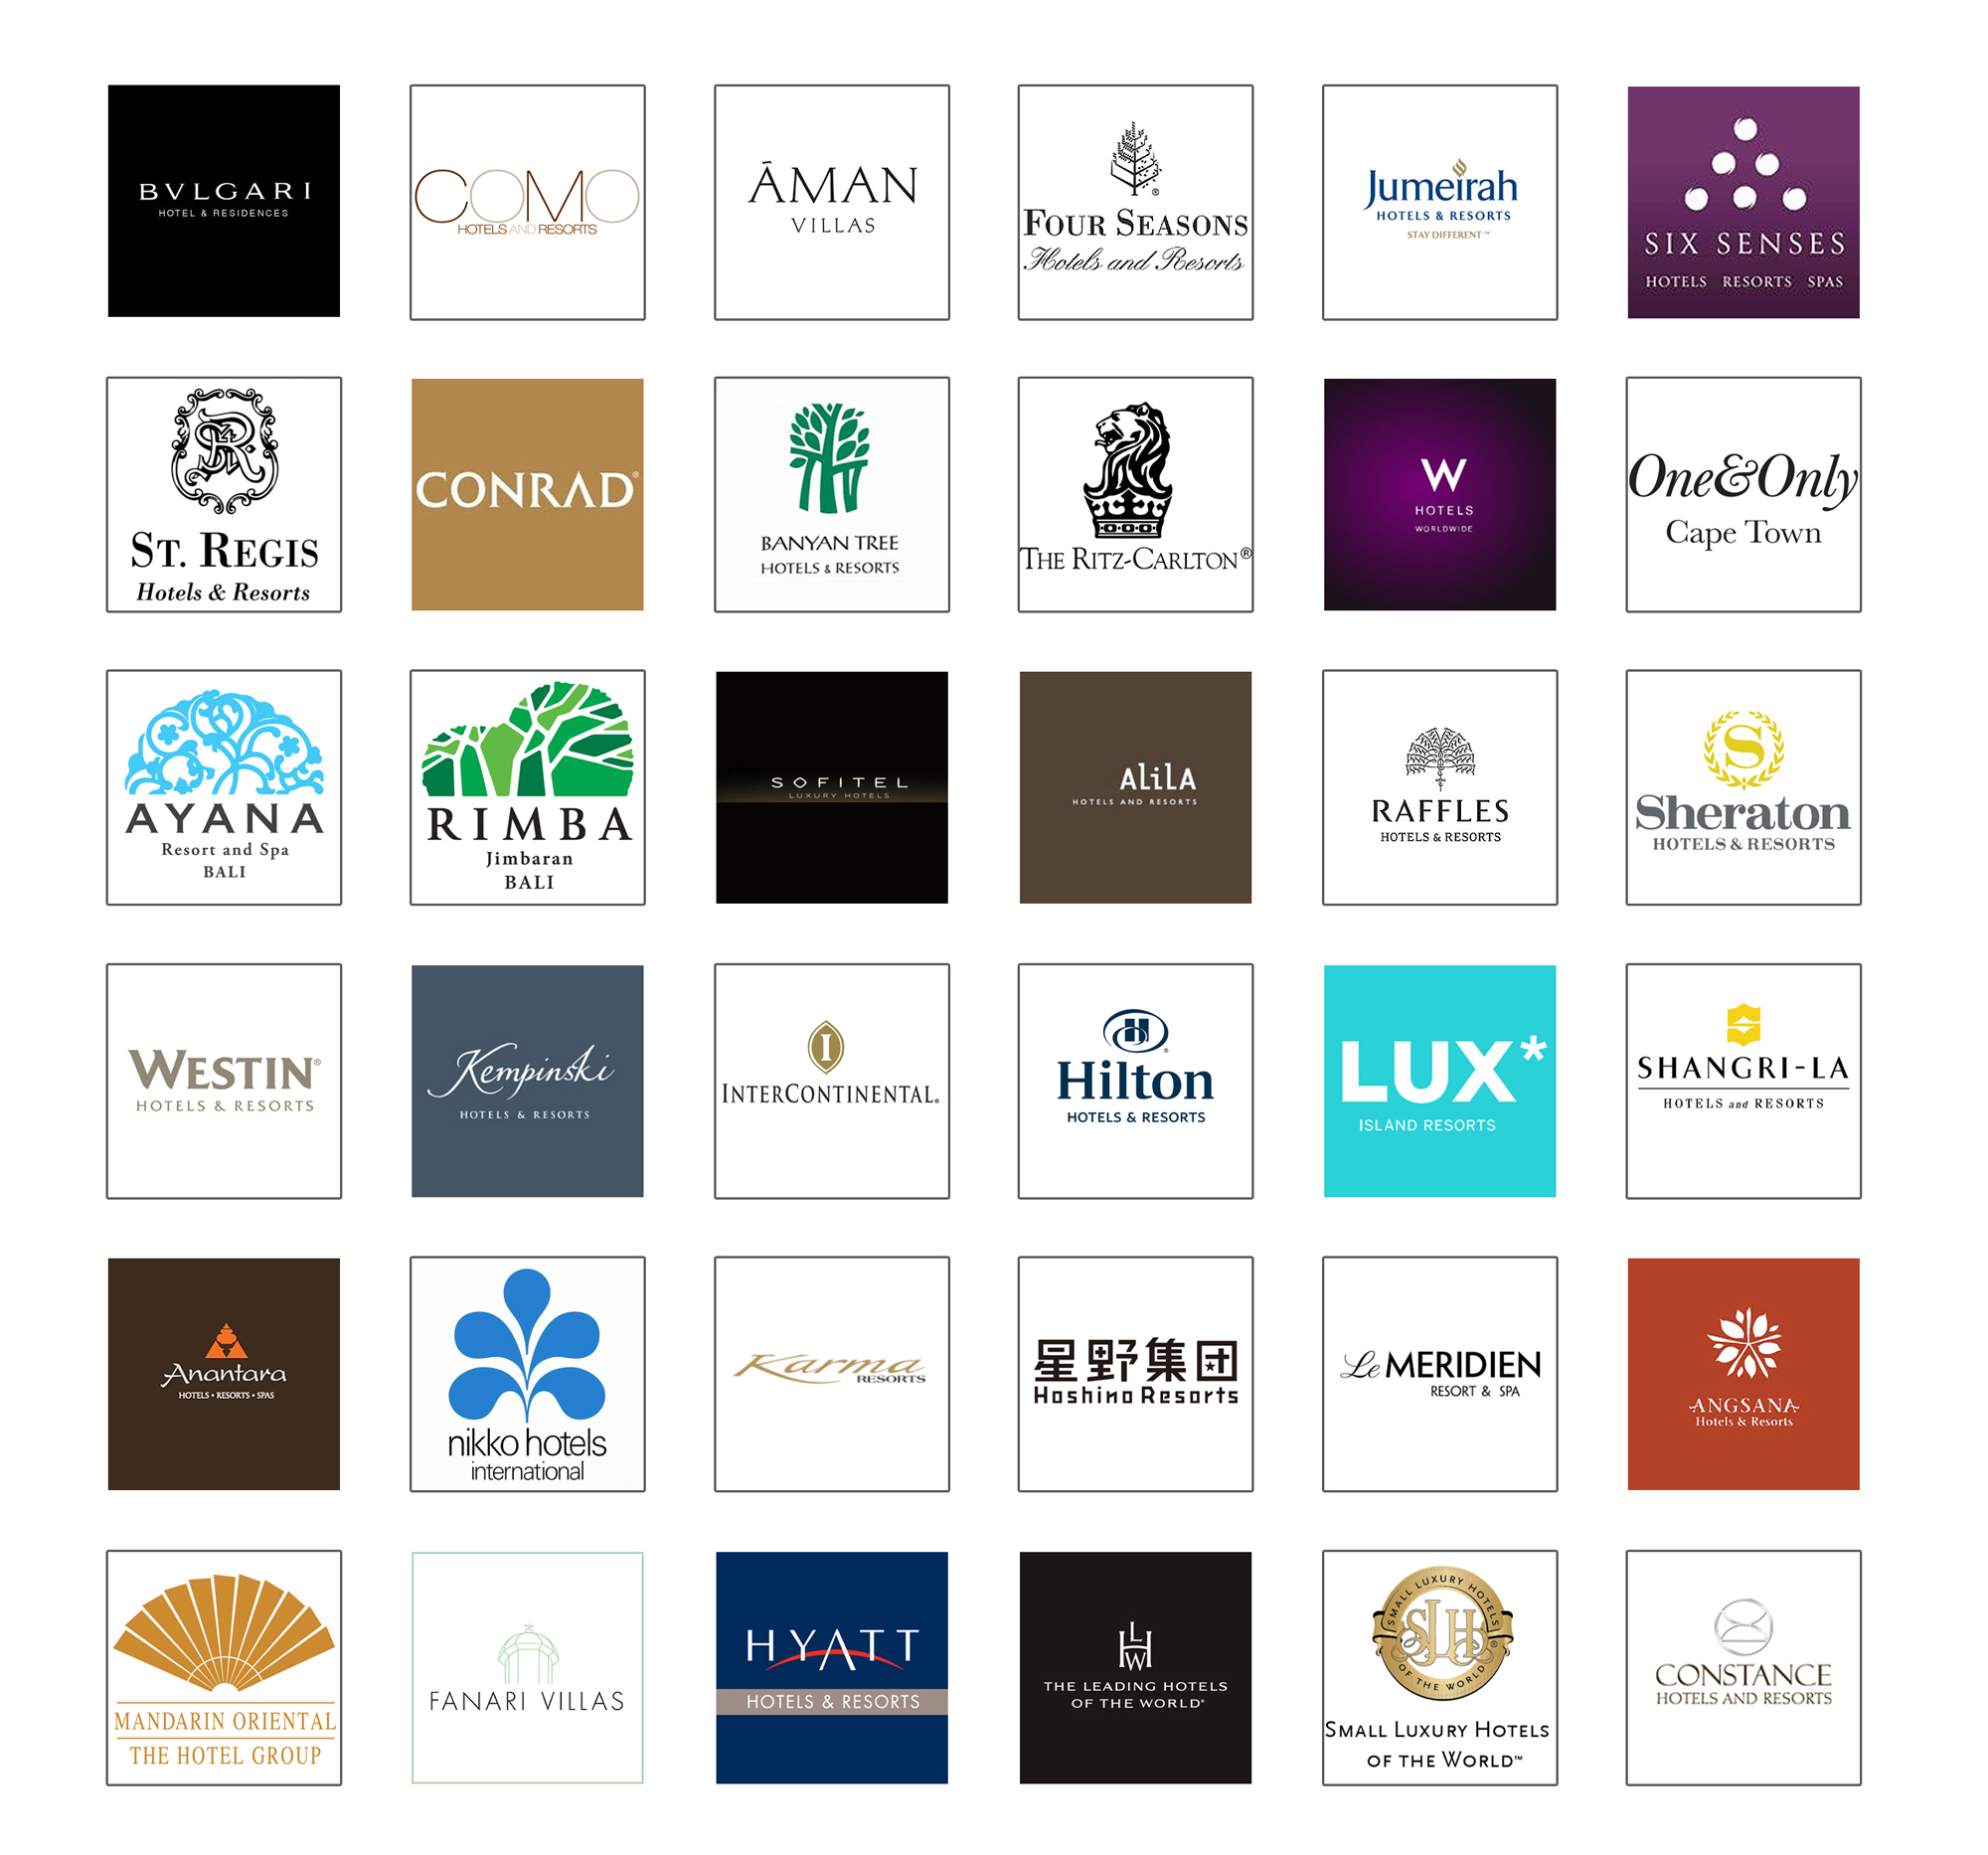 BVLGARI
HOTEL & RESIDENCES
COMO
HOTELS AND RESORTS
ĀMAN
VILLAS
FOUR SEASONS
Hotels and Resorts
Jumeirah
HOTELS & RESORTS
STAY DIFFERENT™
SIX SENSES
HOTELS RESORTS SPAS
ST. REGIS
Hotels & Resorts
CONRAD®
BANYAN TREE
HOTELS & RESORTS
THE RITZ-CARLTON®
W
HOTELS
WORLDWIDE
One&Only
Cape Town
AYANA
Resort and Spa
BALI
RIMBA
Jimbaran
BALI
SOFITEL
LUXURY HOTELS
AlilA
HOTELS AND RESORTS
RAFFLES
HOTELS & RESORTS
S
Sheraton
HOTELS & RESORTS
WESTIN®
HOTELS & RESORTS
Kempinski
HOTELS & RESORTS
I
INTERCONTINENTAL®
H
Hilton
HOTELS & RESORTS
LUX*
ISLAND RESORTS
S
SHANGRI-LA
HOTELS and RESORTS
Anantara
HOTELS • RESORTS • SPAS
nikko hotels
international
Karma
RESORTS
星野集团
Hoshino Resorts
Le MERIDIEN
RESORT & SPA
ANGSANA
Hotels & Resorts
MANDARIN ORIENTAL
THE HOTEL GROUP
FANARI VILLAS
HYATT
HOTELS & RESORTS
LHW
THE LEADING HOTELS
OF THE WORLD®
SMALL LUXURY HOTELS
SLH
OF THE WORLD
SMALL LUXURY HOTELS
OF THE WORLD™
CONSTANCE
HOTELS AND RESORTS